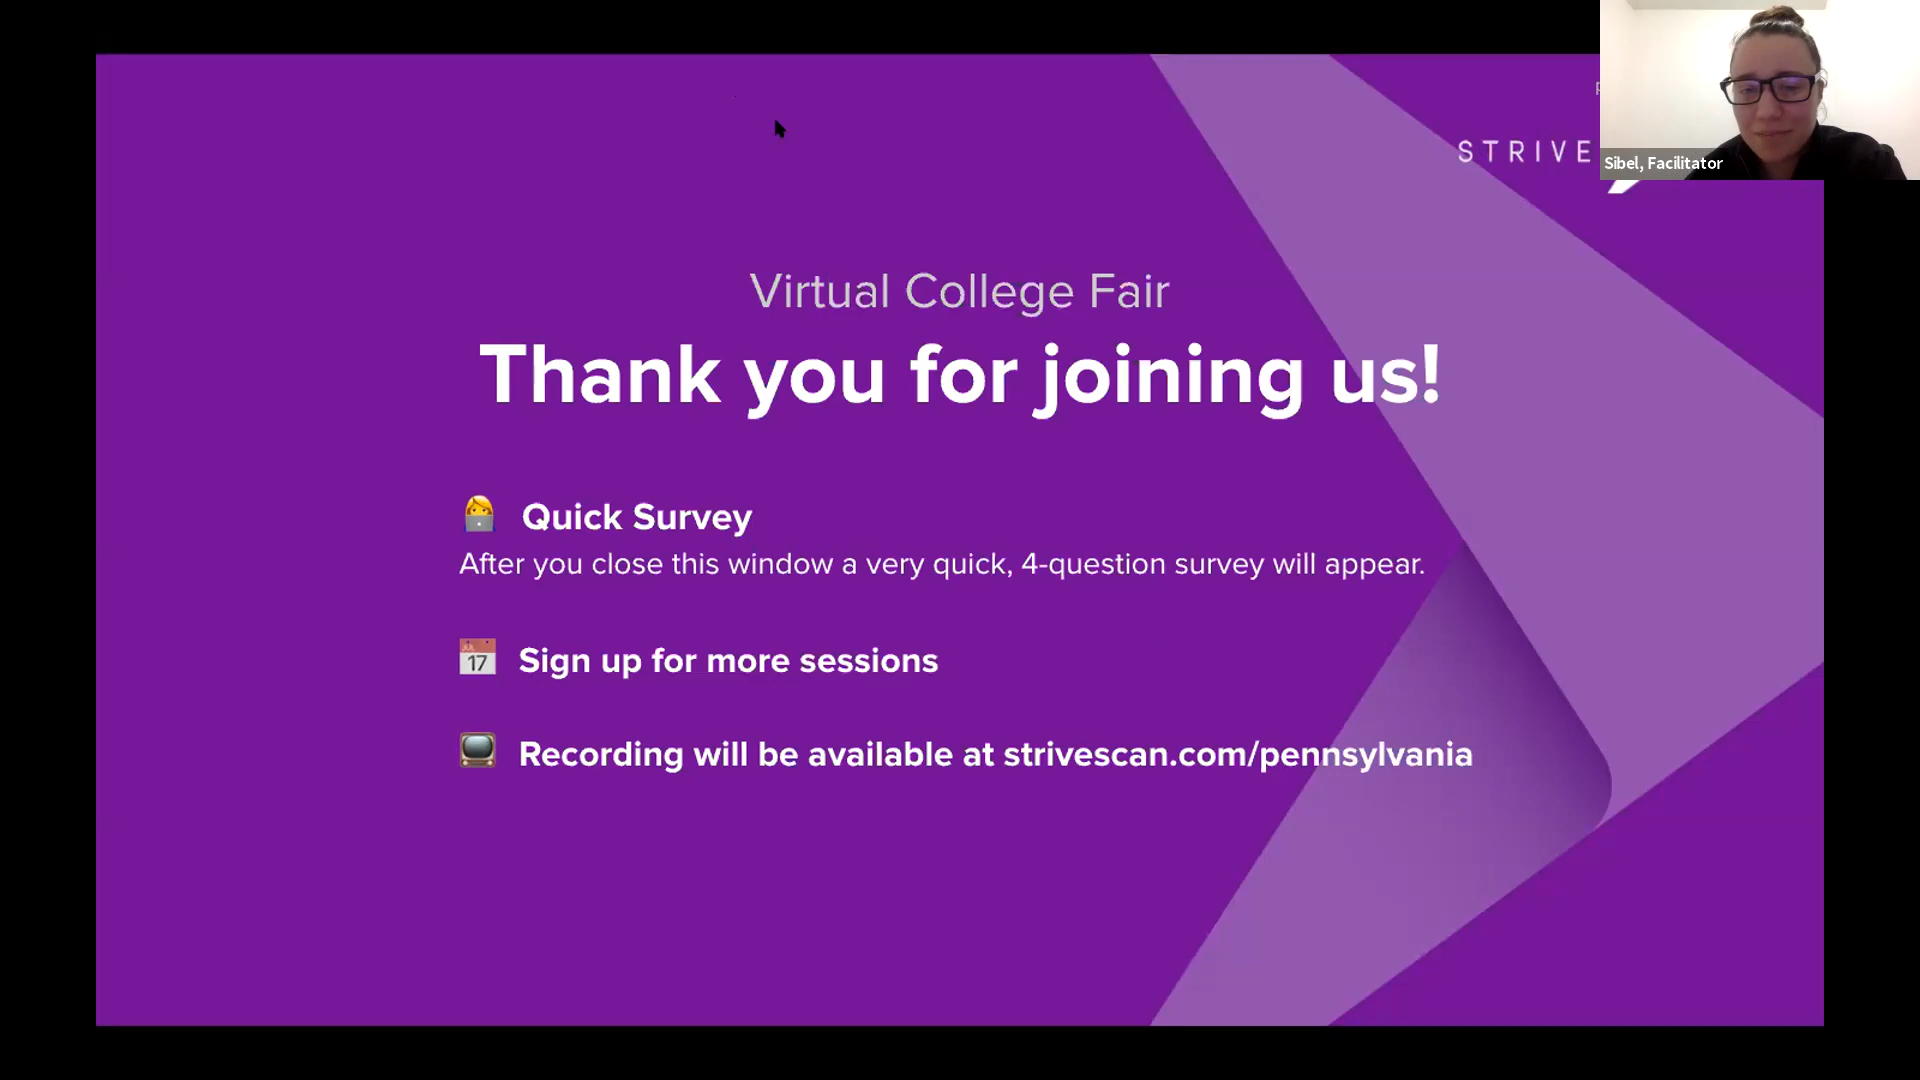 STRIVE
Sibel, Facilitator
Virtual College Fair
Thank you for joining us!
Quick Survey
After you close this window a very quick, 4-question survey will appear.
JUL
17
Sign up for more sessions
Recording will be available at strivescan.com/pennsylvania